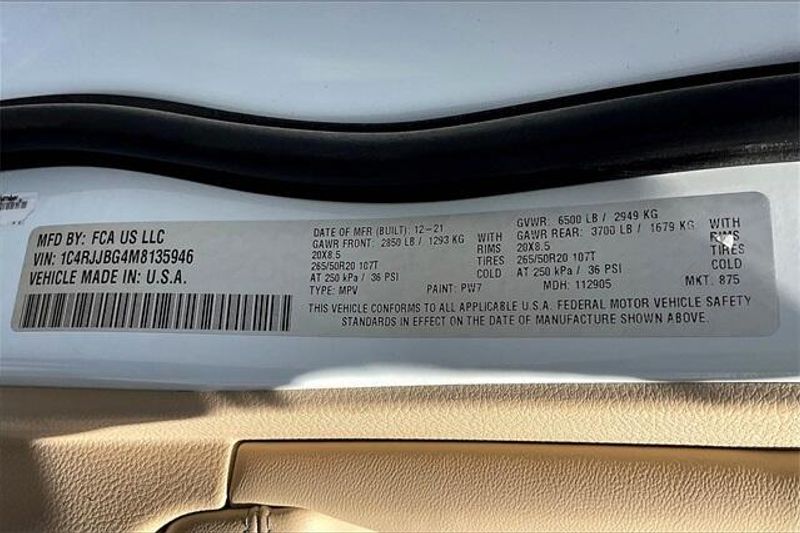 MFD BY: FCA US LLC
VIN: 1C4RJJBG4M8135946
VEHICLE MADE IN U.S.A.
DATE OF MFR (BUILT): 12-21
GAWR FRONT: 2850 LB / 1293 KG WITH
20X8.5 RIMS
265/50R20 107T TIRES
AT 250 kPa / 36 PSI COLD
TYPE: MPV PAINT: PW7
GVWR: 6500 LB / 2949 KG
GAWR REAR: 3700 LB / 1679 KG WITH
20X8.5 RIMS
265/50R20 107T TIRES
AT 250 kPa / 36 PSI COLD
MDH: 112905 MKT: 875
THIS VEHICLE CONFORMS TO ALL APPLICABLE U.S.A. FEDERAL MOTOR VEHICLE SAFETY
STANDARDS IN EFFECT ON THE DATE OF MANUFACTURE SHOWN ABOVE.